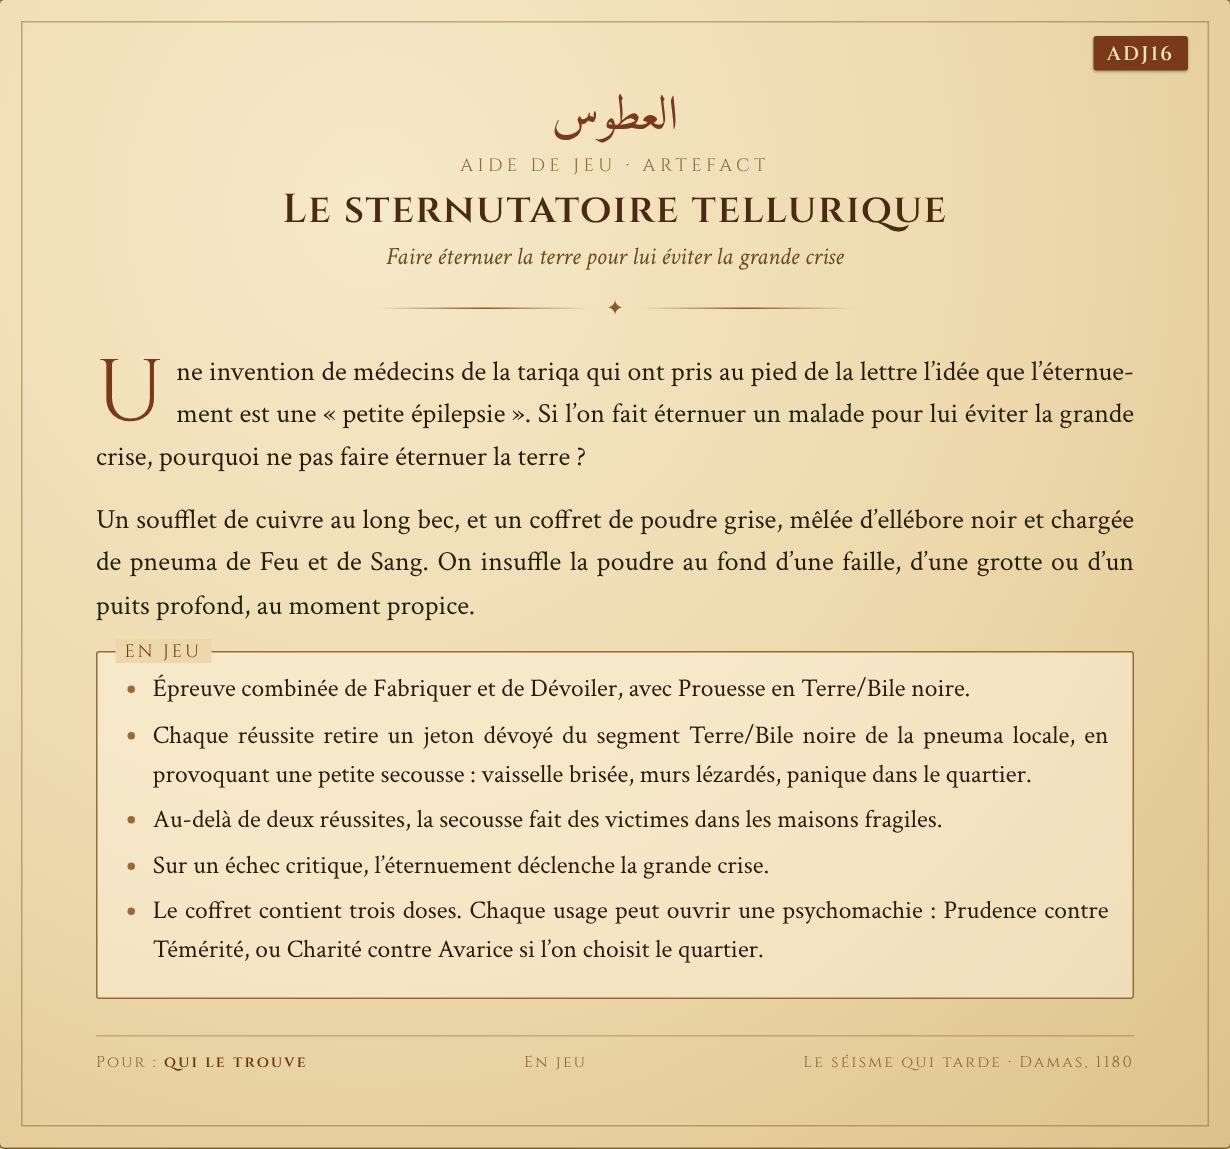 ADJ16
العطوس
AIDE DE JEU · ARTEFACT
LE STERNUTATOIRE TELLURIQUE
Faire éternuer la terre pour lui éviter la grande crise
Une invention de médecins de la tariqa qui ont pris au pied de la lettre l’idée que l’éternue-
ment est une « petite épilepsie ». Si l’on fait éternuer un malade pour lui éviter la grande
crise, pourquoi ne pas faire éternuer la terre ?
Un soufflet de cuivre au long bec, et un coffret de poudre grise, mêlée d’ellébore noir et chargée
de pneuma de Feu et de Sang. On insuffle la poudre au fond d’une faille, d’une grotte ou d’un
puits profond, au moment propice.
EN JEU
• Épreuve combinée de Fabriquer et de Dévoiler, avec Prouesse en Terre/Bile noire.
• Chaque réussite retire un jeton dévoyé du segment Terre/Bile noire de la pneuma locale, en
provoquant une petite secousse : vaisselle brisée, murs lézardés, panique dans le quartier.
• Au-delà de deux réussites, la secousse fait des victimes dans les maisons fragiles.
• Sur un échec critique, l’éternuement déclenche la grande crise.
• Le coffret contient trois doses. Chaque usage peut ouvrir une psychomachie : Prudence contre
Témérité, ou Charité contre Avarice si l’on choisit le quartier.
POUR : QUI LE TROUVE
EN JEU
LE SÉISME QUI TARDE · DAMAS, 1180